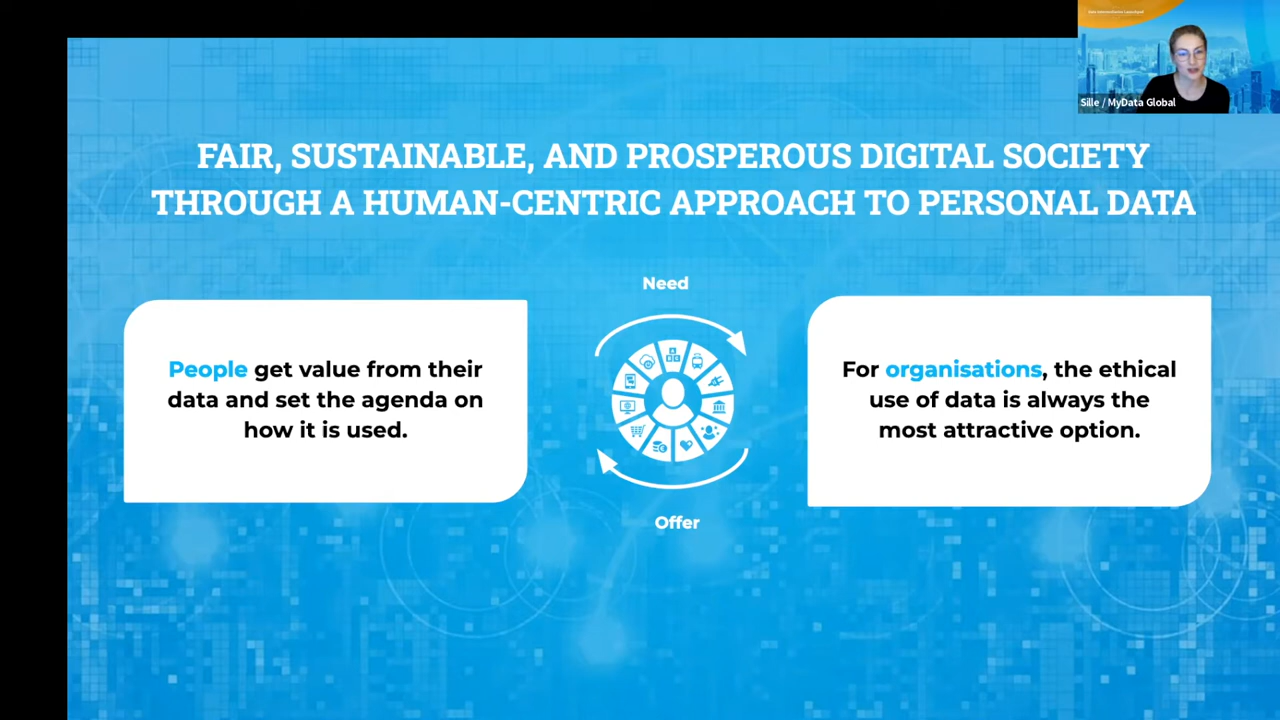 Sille / MyData Global
FAIR, SUSTAINABLE, AND PROSPEROUS DIGITAL SOCIETY
THROUGH A HUMAN-CENTRIC APPROACH TO PERSONAL DATA
Need
People get value from their
data and set the agenda on
how it is used.
For organisations, the ethical
use of data is always the
most attractive option.
Offer